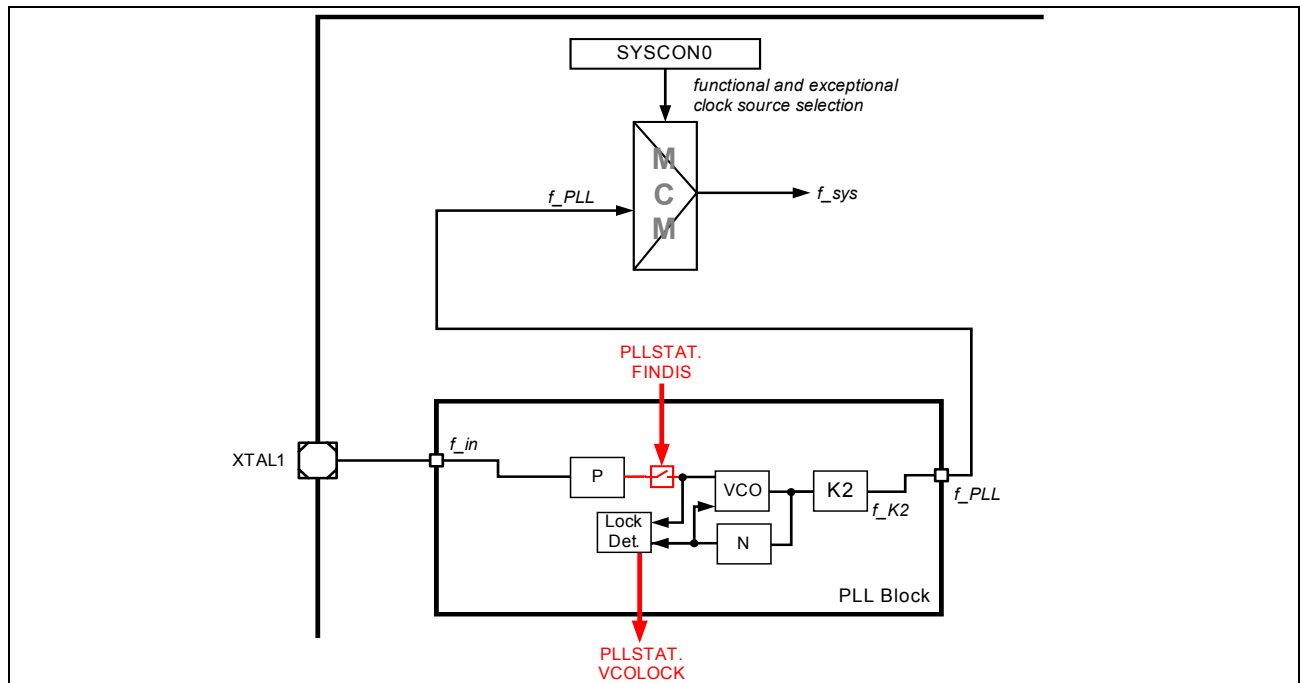 SYSCON0
functional and exceptional
clock source selection
M
C
M
f_PLL
f_sys
PLLSTAT.
FINDIS
XTAL1
f_in
P
VCO
K2
f_K2
f_PLL
Lock
Det.
N
PLL Block
PLLSTAT.
VCOLOCK